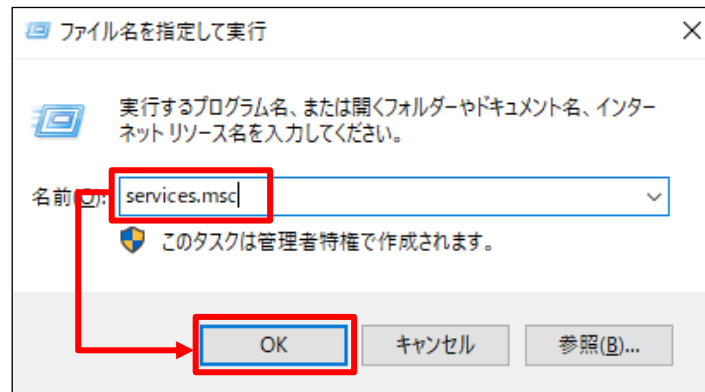 ファイル名を指定して実行
実行するプログラム名、または開くフォルダーやドキュメント名、インター
ネット リソース名を入力してください。
名前(O): services.msc
このタスクは管理者特権で作成されます。
OK キャンセル 参照(B)...